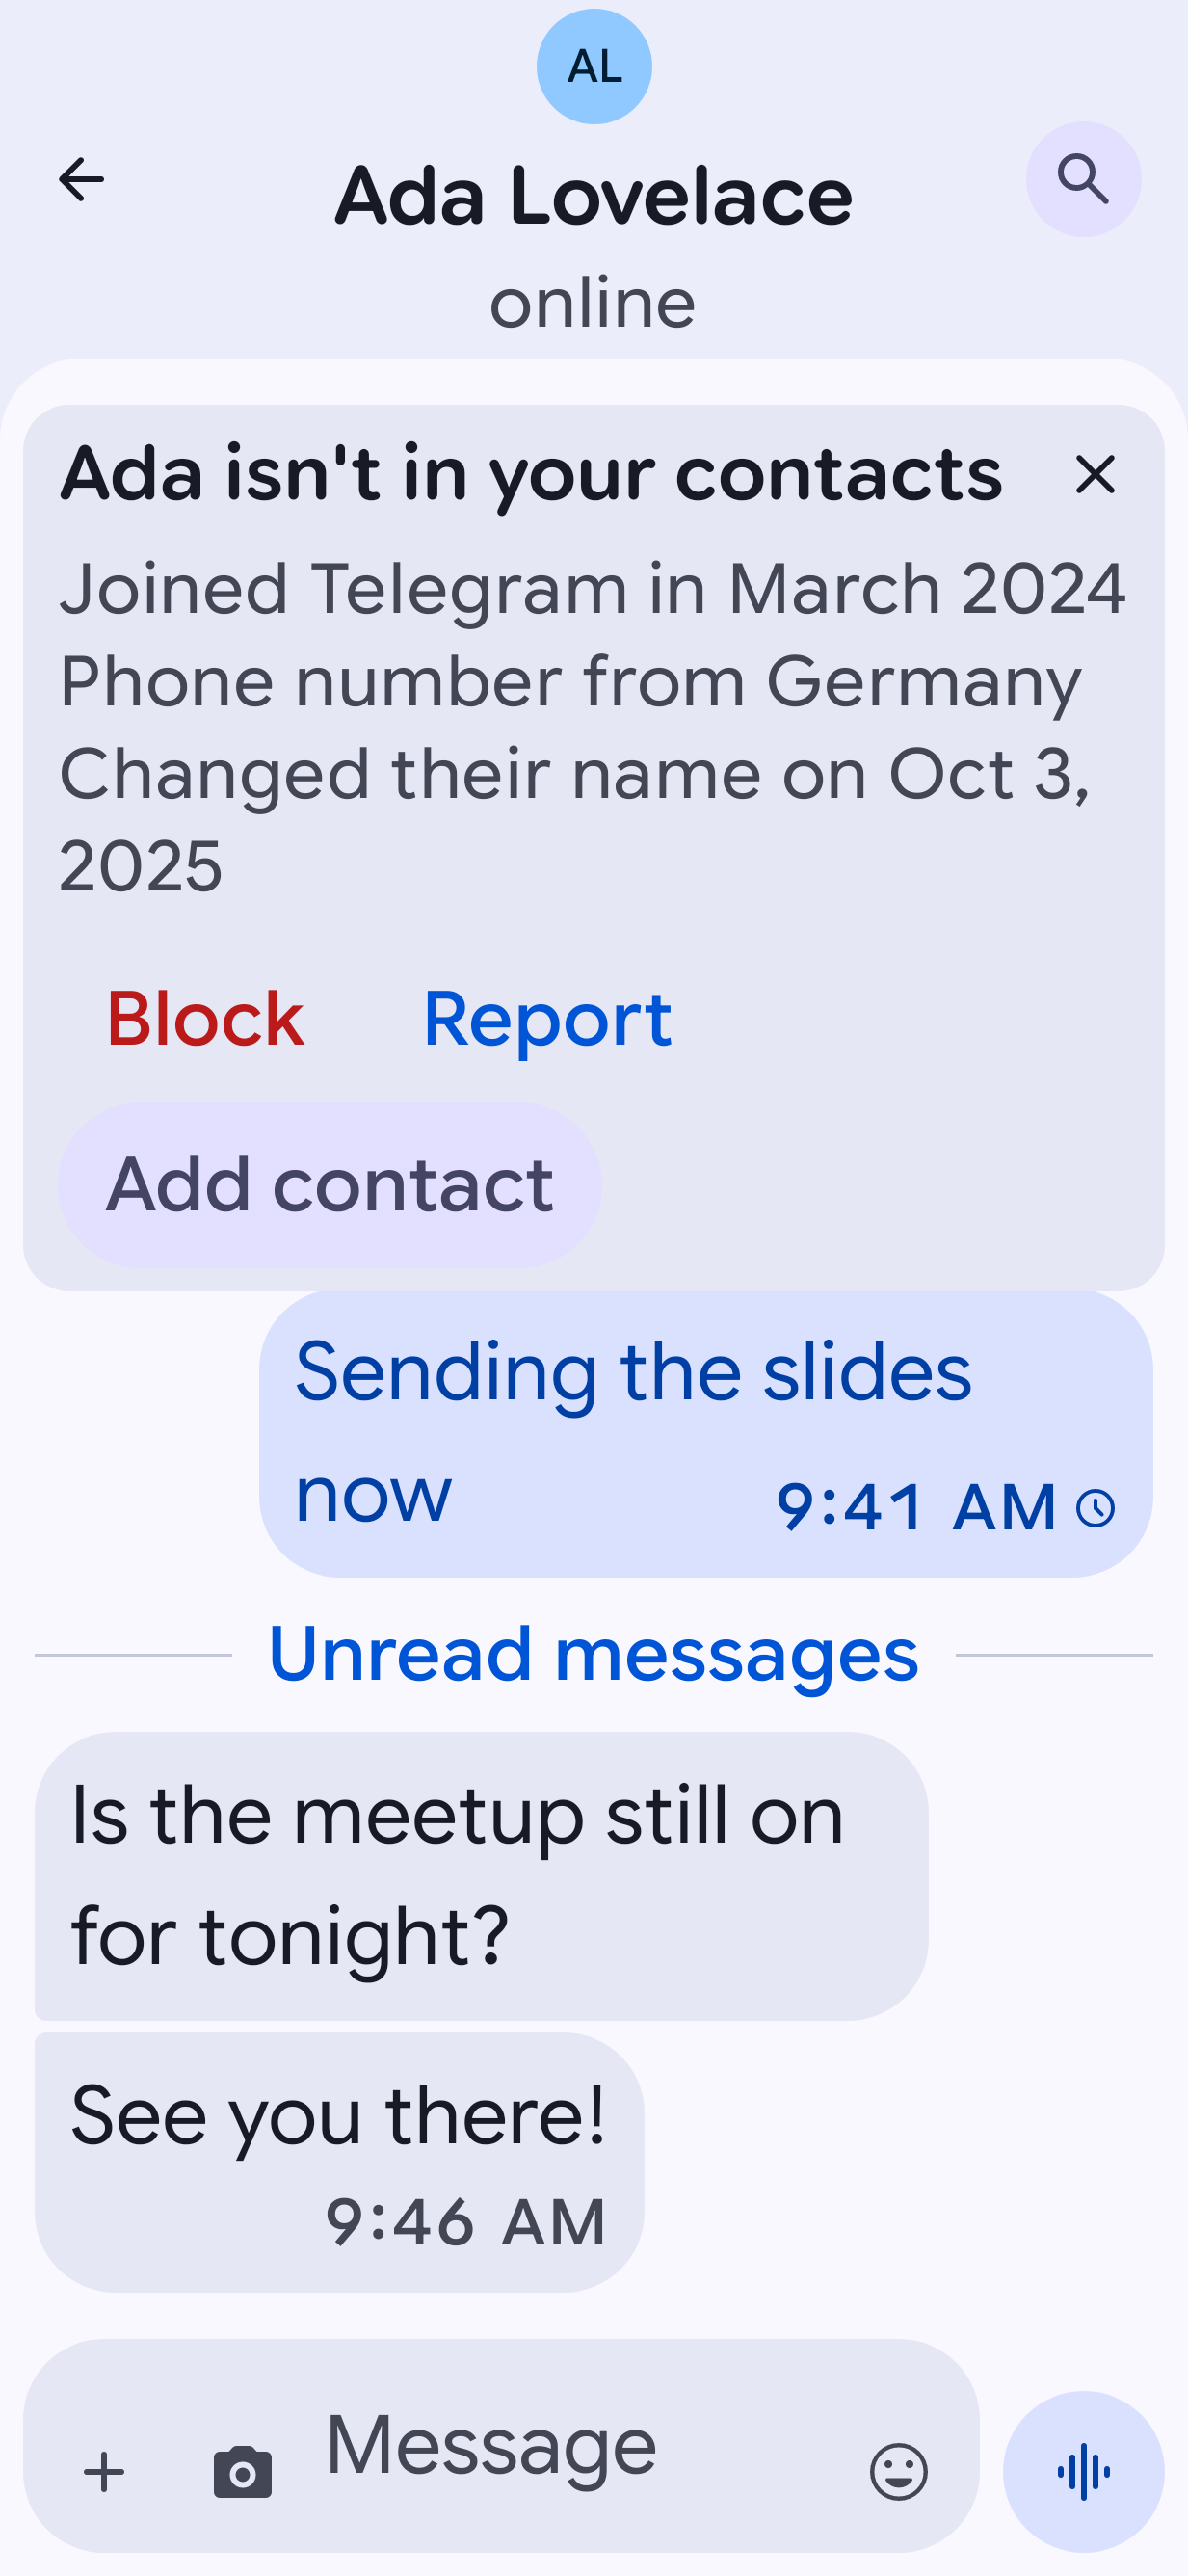 AL
Ada Lovelace
online
Ada isn't in your contacts
Joined Telegram in March 2024
Phone number from Germany
Changed their name on Oct 3,
2025
Block Report
Add contact
Sending the slides
now 9:41 AM
Unread messages
Is the meetup still on
for tonight?
See you there!
9:46 AM
Message